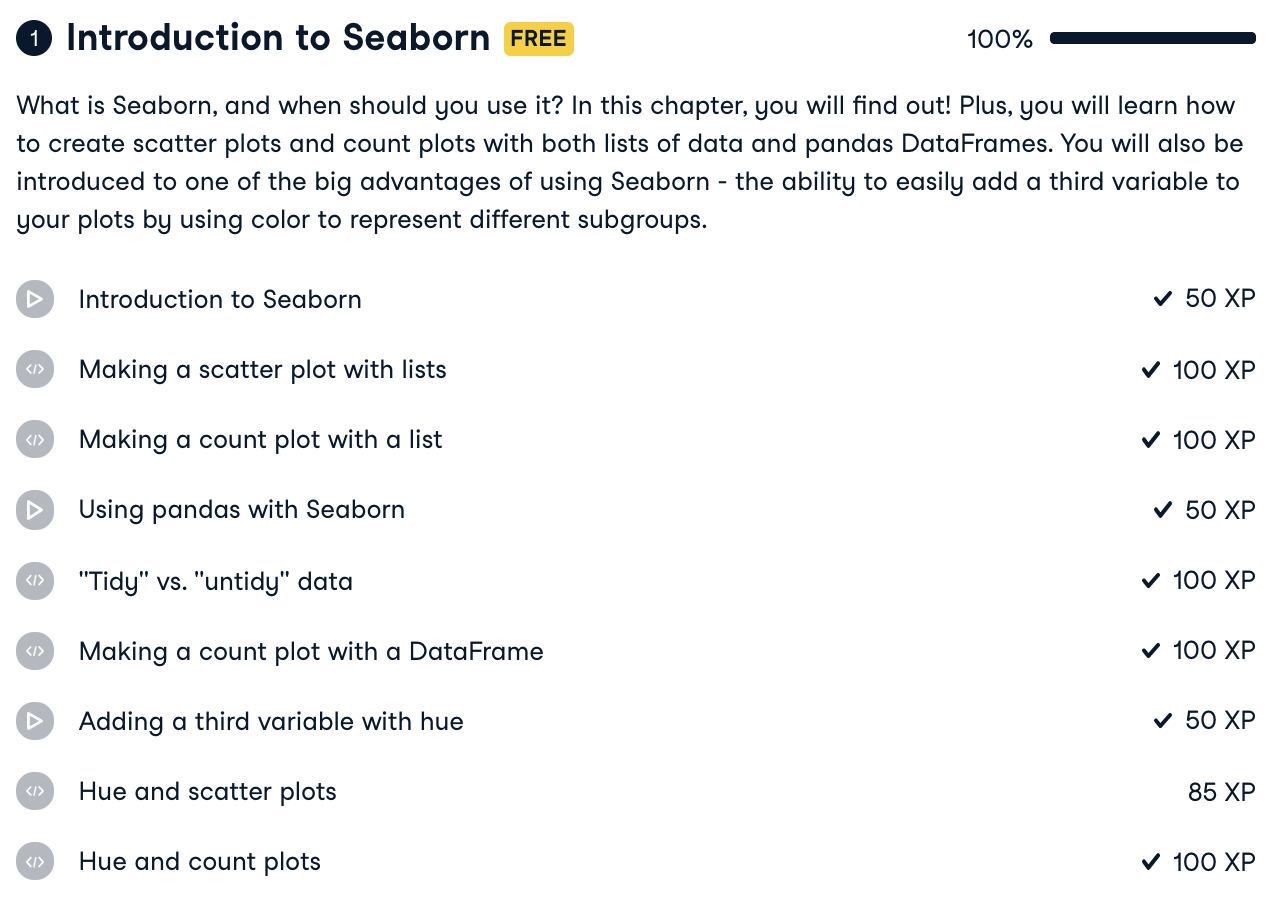 1 Introduction to Seaborn FREE 100%
What is Seaborn, and when should you use it? In this chapter, you will find out! Plus, you will learn how
to create scatter plots and count plots with both lists of data and pandas DataFrames. You will also be
introduced to one of the big advantages of using Seaborn - the ability to easily add a third variable to
your plots by using color to represent different subgroups.
Introduction to Seaborn 50 XP
Making a scatter plot with lists 100 XP
Making a count plot with a list 100 XP
Using pandas with Seaborn 50 XP
"Tidy" vs. "untidy" data 100 XP
Making a count plot with a DataFrame 100 XP
Adding a third variable with hue 50 XP
Hue and scatter plots 85 XP
Hue and count plots 100 XP